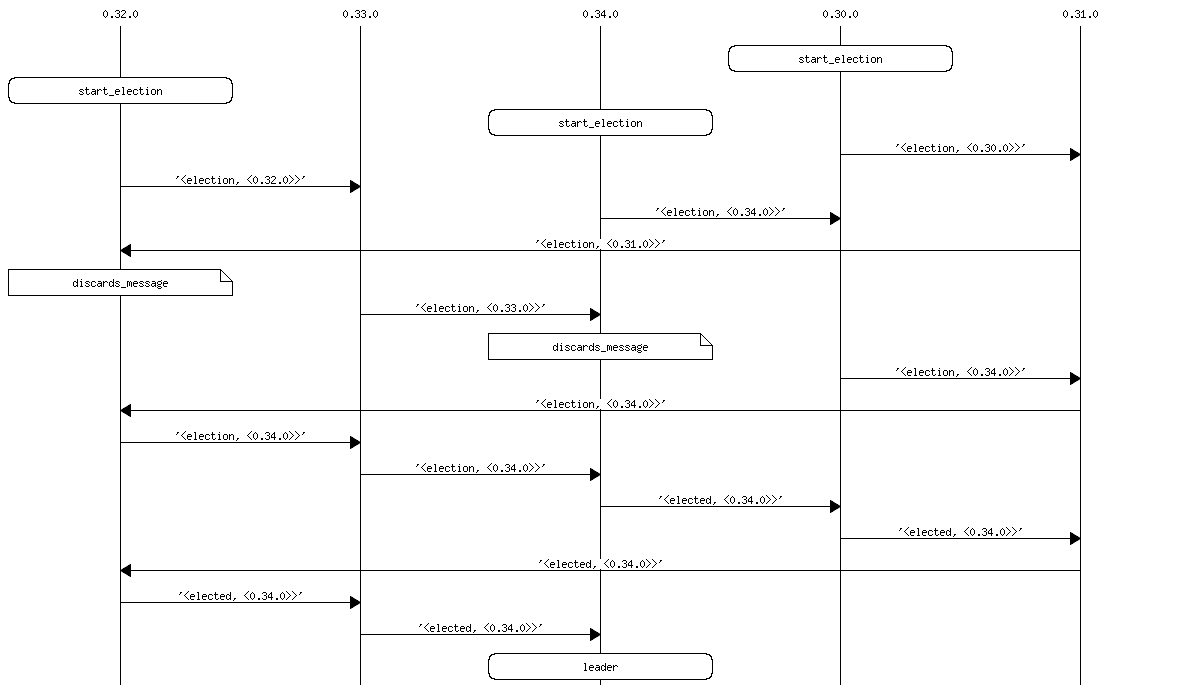 0.32.0 0.33.0 0.34.0 0.30.0 0.31.0
start_election
start_election
start_election
'<election, <0.30.0>>'
'<election, <0.32.0>>'
'<election, <0.34.0>>'
'<election, <0.31.0>>'
discards_message
'<election, <0.33.0>>'
discards_message
'<election, <0.34.0>>'
'<election, <0.34.0>>'
'<election, <0.34.0>>'
'<election, <0.34.0>>'
'<elected, <0.34.0>>'
'<elected, <0.34.0>>'
'<elected, <0.34.0>>'
'<elected, <0.34.0>>'
'<elected, <0.34.0>>'
leader